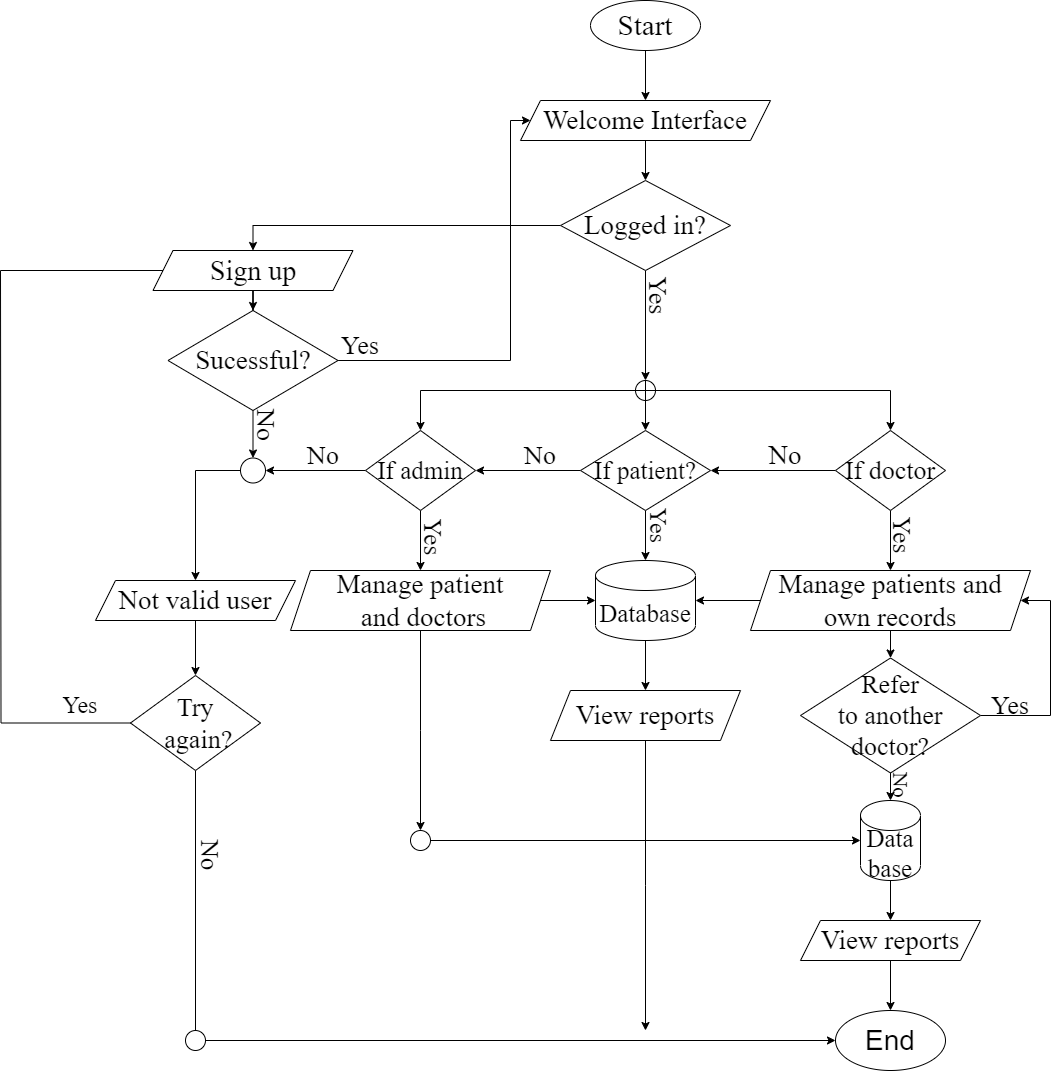 Start
Welcome Interface
Logged in?
Sign up
Yes
Sucessful?
Yes
No
If admin
No
If patient?
No
If doctor
No
Yes
Yes
Yes
Manage patient
and doctors
Database
Manage patients and
own records
Not valid user
Refer
to another
doctor?
Yes
Try
again?
Yes
View reports
No
Data
base
No
View reports
End